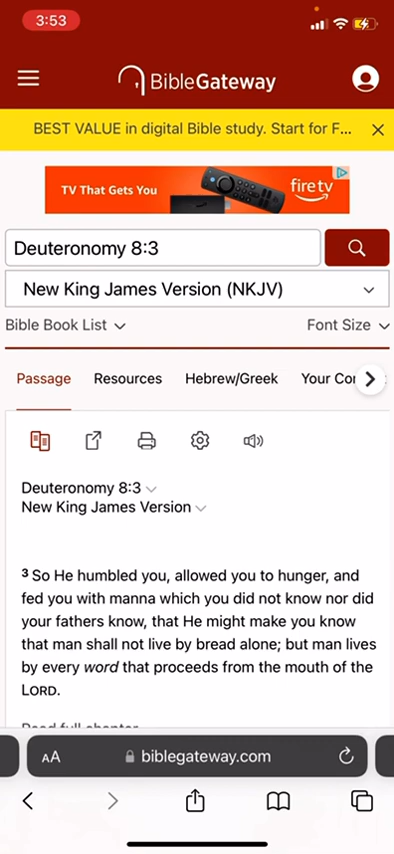 3:53
BibleGateway
BEST VALUE in digital Bible study. Start for F...
TV That Gets You
fire tv
Deuteronomy 8:3
New King James Version (NKJV)
Bible Book List
Font Size
Passage Resources Hebrew/Greek Your Con
Deuteronomy 8:3
New King James Version
3 So He humbled you, allowed you to hunger, and
fed you with manna which you did not know nor did
your fathers know, that He might make you know
that man shall not live by bread alone; but man lives
by every word that proceeds from the mouth of the
LORD.
Read full chapter
AA
biblegateway.com